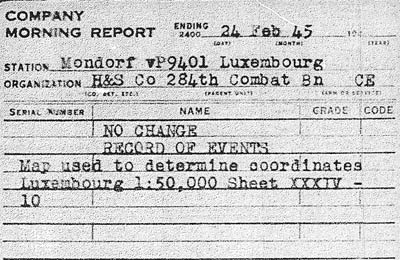 COMPANY
MORNING REPORT ENDING 2400 24 Feb 45 194
(DAY) (MONTH) (YEAR)
STATION Mondorf vP9401 Luxembourg
ORGANIZATION H&S Co 284th Combat Bn CE
(CO, DET, ETC.) (PARENT UNIT) (ARM OR SERVICE)
SERIAL NUMBER NAME GRADE CODE
NO CHANGE
RECORD OF EVENTS
Map used to determine coordinates
Luxembourg 1:50,000 Sheet XXXIV -
10